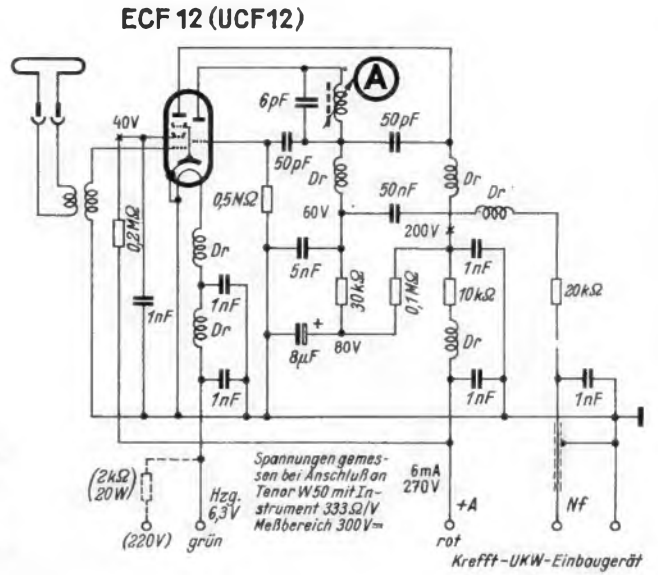 ECF 12 (UCF12)
A
6pF
50pF
40V
50pF
Dr
Dr
Dr
0,5MΩ
50nF
60V
200V
0,2MΩ
Dr
5nF
1nF
30kΩ
0,1MΩ
10kΩ
20kΩ
1nF
1nF
Dr
8µF
+
80V
Dr
1nF
1nF
1nF
(2kΩ
20W)
Hzg.
6,3V
Spannungen gemes-
sen bei Anschluß an
Tenor W50 mit In-
strument 333Ω/V
Meßbereich 300V=
6mA
270V
+A
Nf
(220V)
grün
rot
Krefft-UKW-Einbaugerät